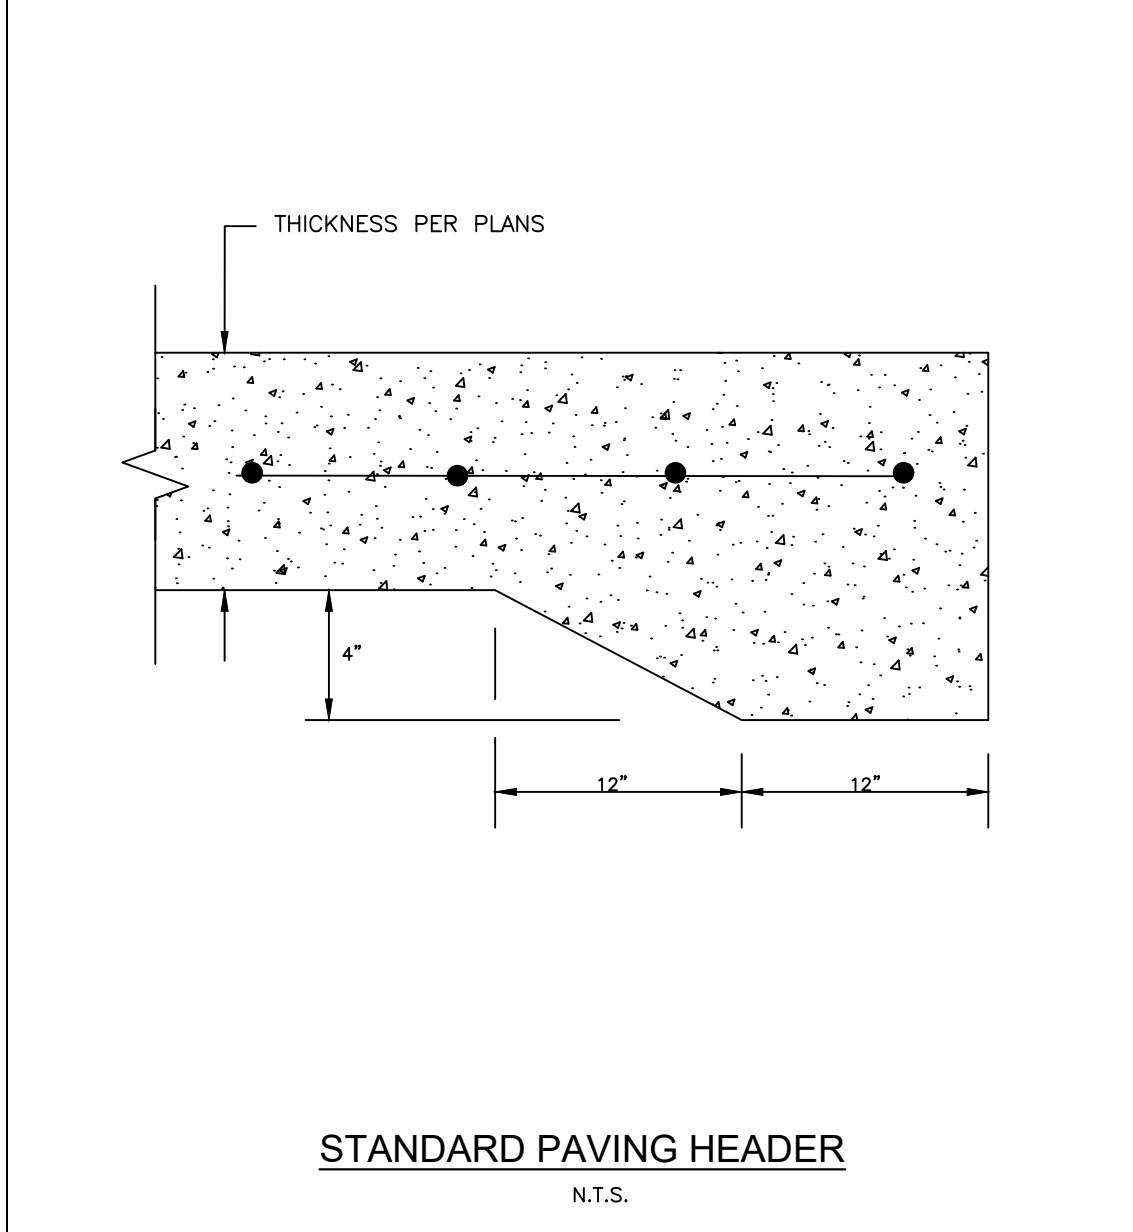 THICKNESS PER PLANS
4”
12”
12”
STANDARD PAVING HEADER
N.T.S.